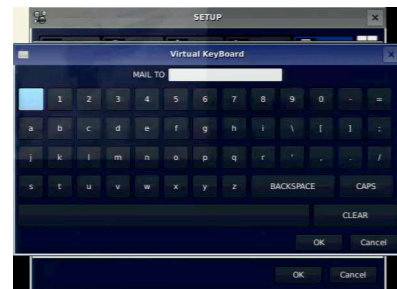 SETUP
Virtual KeyBoard
MAIL TO
1 2 3 4 5 6 7 8 9 0 - =
a b c d e f g h i \ [ ] ;
j k l m n o p q r ' , . /
s t u v w x y z BACKSPACE CAPS
CLEAR
OK Cancel
OK Cancel